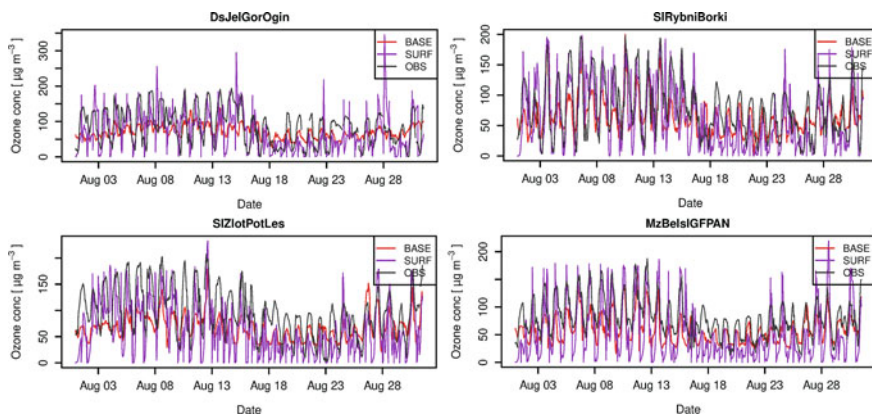 DsJelGorOgin
Ozone conc [ µg m⁻³ ]
0 50 100 200 300
BASE
SURF
OBS
Aug 03 Aug 08 Aug 13 Aug 18 Aug 23 Aug 28
Date
SlRybniBorki
Ozone conc [ µg m⁻³ ]
0 50 100 150 200
BASE
SURF
OBS
Aug 03 Aug 08 Aug 13 Aug 18 Aug 23 Aug 28
Date
SlZlotPotLes
Ozone conc [ µg m⁻³ ]
0 50 150
BASE
SURF
OBS
Aug 03 Aug 08 Aug 13 Aug 18 Aug 23 Aug 28
Date
MzBelsIGFPAN
Ozone conc [ µg m⁻³ ]
0 50 100 200
BASE
SURF
OBS
Aug 03 Aug 08 Aug 13 Aug 18 Aug 23 Aug 28
Date